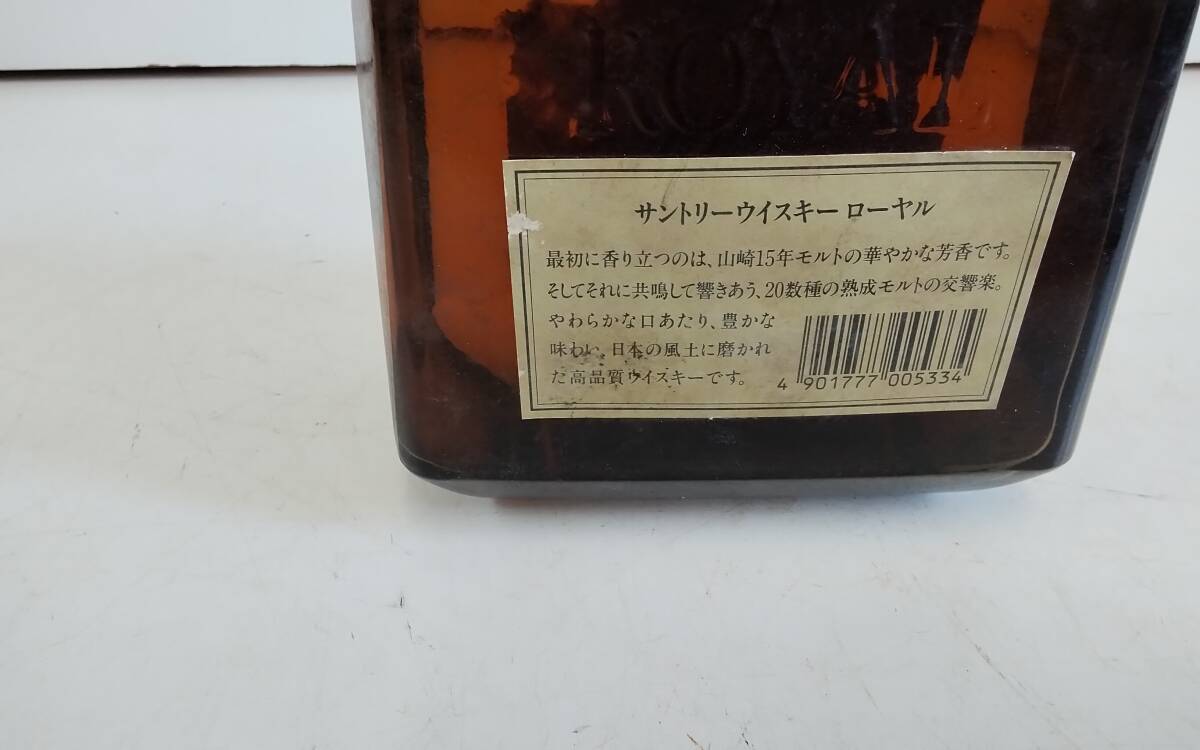 ROYAL
サントリーウイスキー ローヤル
最初に香り立つのは、山崎15年モルトの華やかな芳香です。
そしてそれに共鳴して響きあう、20数種の熟成モルトの交響楽。
やわらかな口あたり、豊かな
味わい。日本の風土に磨かれ
た高品質ウイスキーです。
4 901777 005334